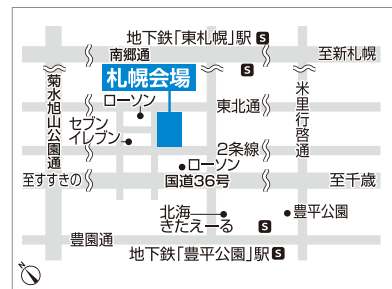 地下鉄「東札幌」駅 S
南郷通
至新札幌
S
札幌会場
菊水旭山公園通
ローソン
東北通
米里行啓通
セブン
イレブン
2条線
ローソン
至すすきの
国道36号
至千歳
北海
きたえーる
豊平公園
S
豊園通
地下鉄「豊平公園」駅 S
N